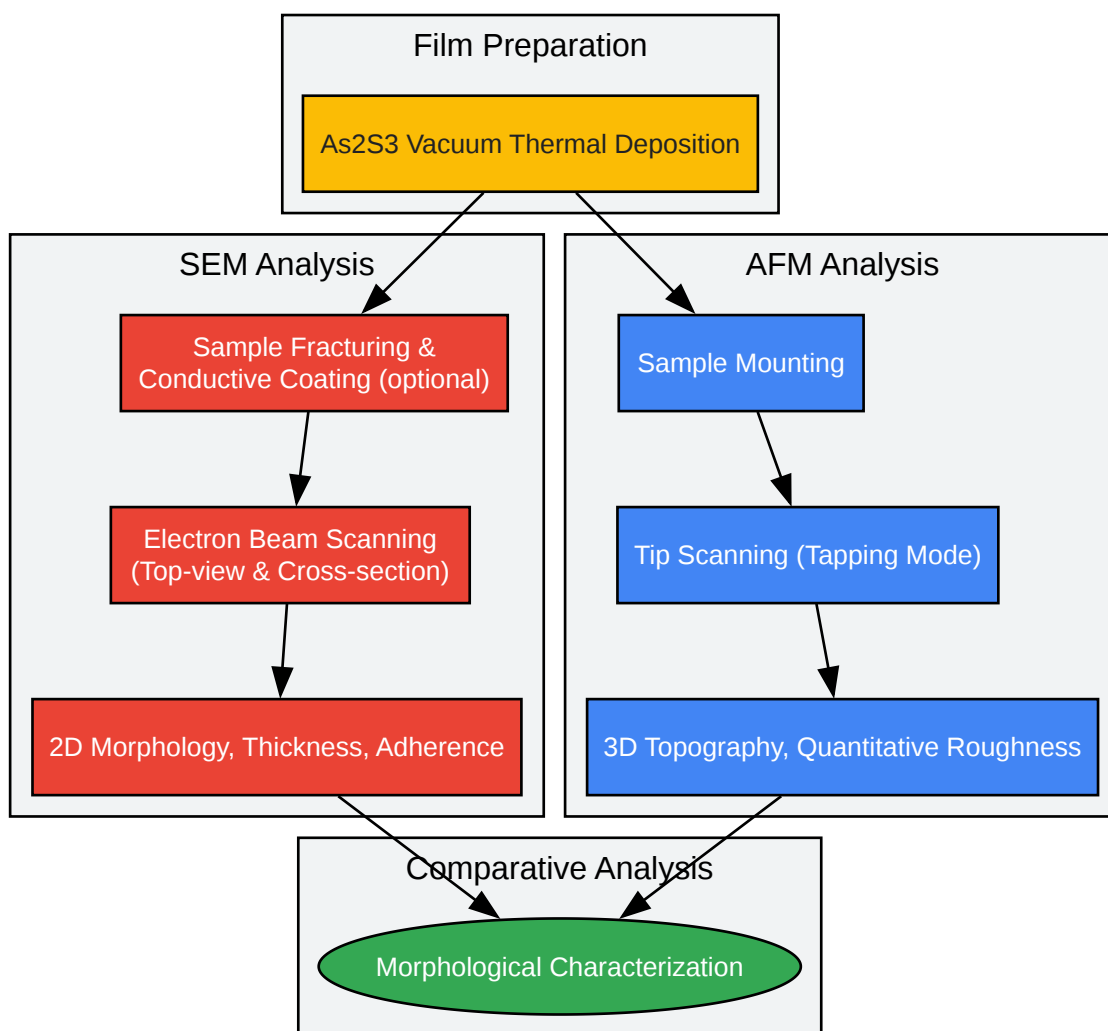 Film Preparation
As2S3 Vacuum Thermal Deposition
SEM Analysis
Sample Fracturing &
Conductive Coating (optional)
Electron Beam Scanning
(Top-view & Cross-section)
2D Morphology, Thickness, Adherence
AFM Analysis
Sample Mounting
Tip Scanning (Tapping Mode)
3D Topography, Quantitative Roughness
Comparative Analysis
Morphological Characterization